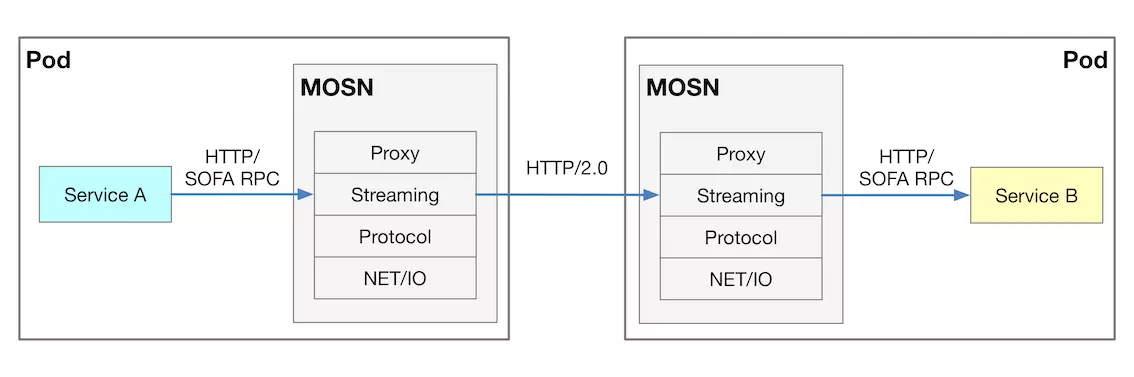 Pod
MOSN
Proxy
Streaming
Protocol
NET/IO
Service A
HTTP/
SOFA RPC
HTTP/2.0
Pod
MOSN
Proxy
Streaming
Protocol
NET/IO
HTTP/
SOFA RPC
Service B